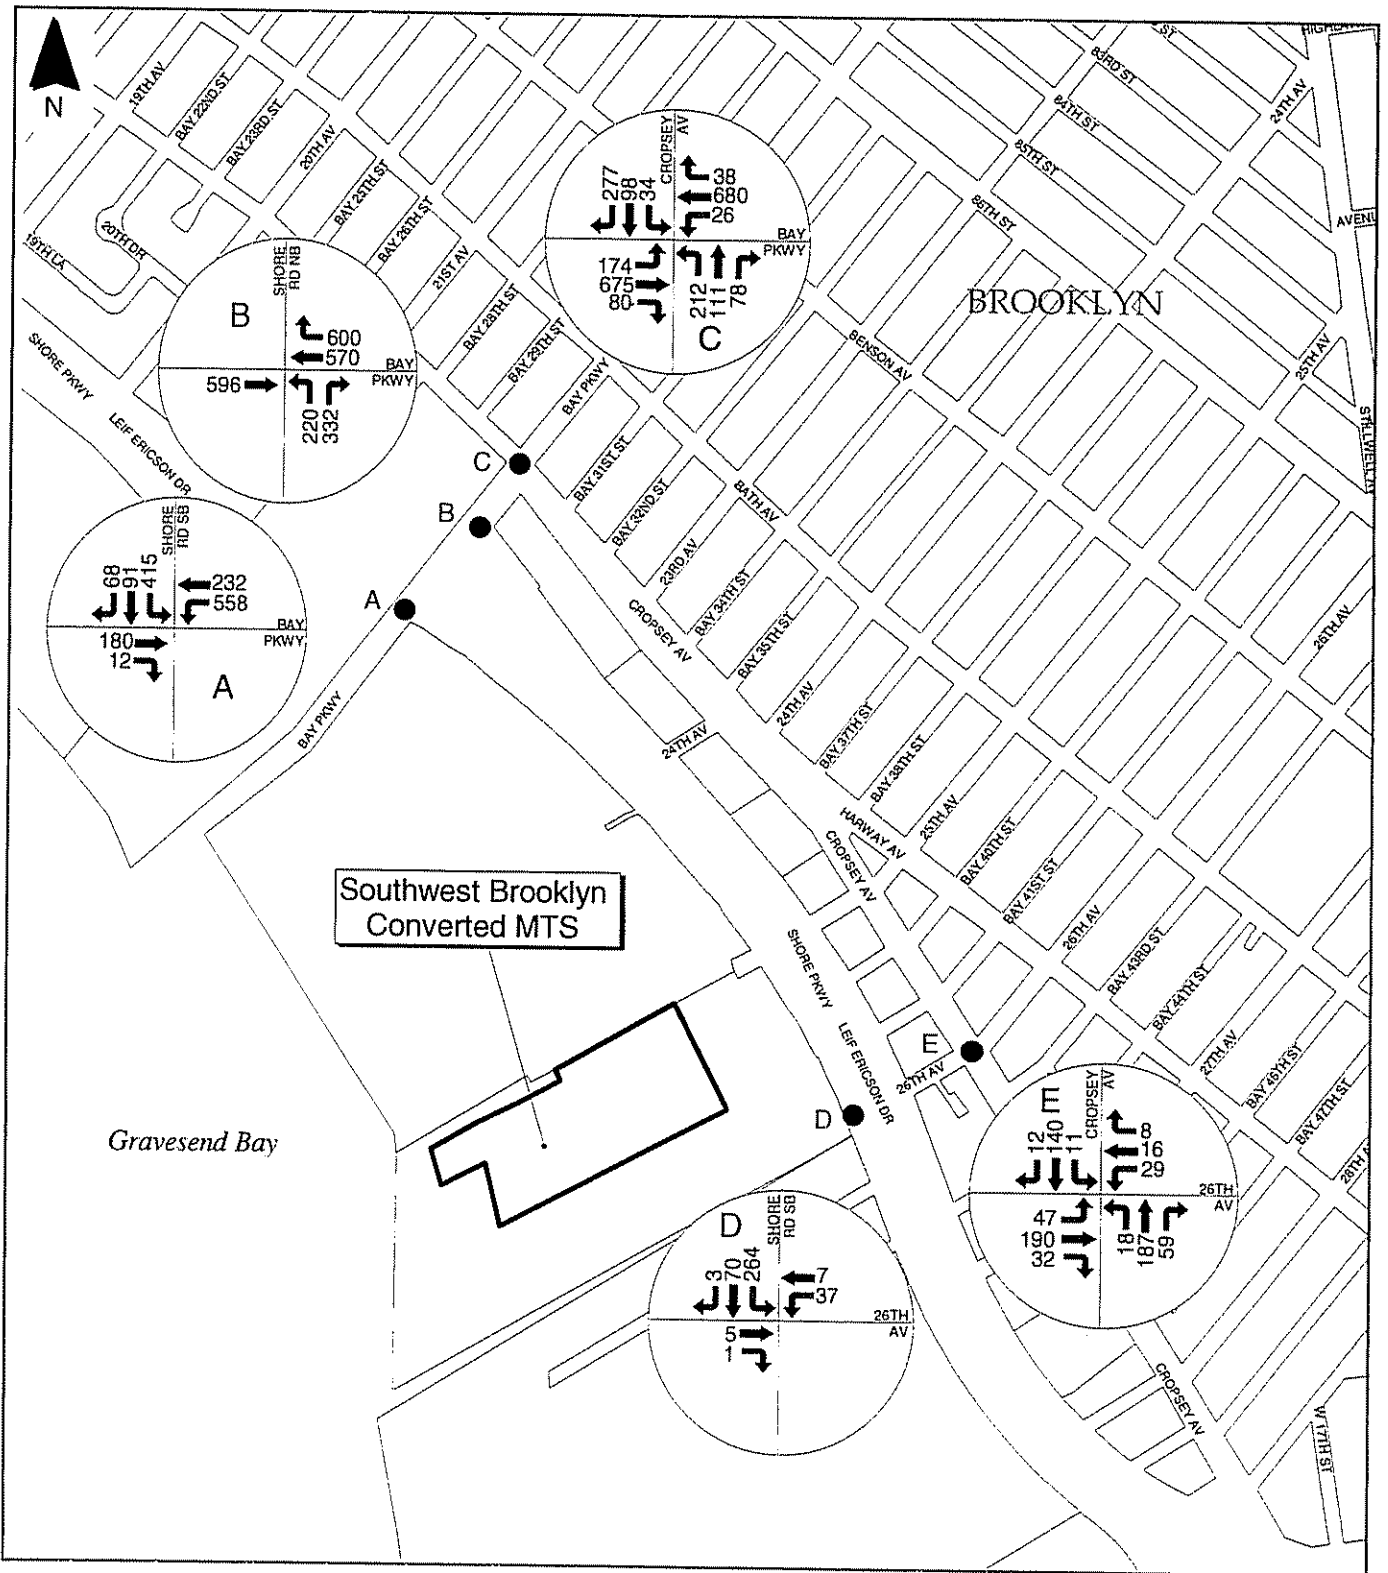 N
19TH AV
BAY 22ND ST
BAY 23RD ST
20TH AV
BAY 25TH ST
BAY 26TH ST
21ST AV
BAY 28TH ST
BAY 29TH ST
BAY PKWY
BAY 31ST ST
BAY 32ND ST
23RD AV
BAY 34TH ST
BAY 35TH ST
24TH AV
BAY 37TH ST
BAY 38TH ST
25TH AV
BAY 40TH ST
BAY 41ST ST
26TH AV
BAY 43RD ST
BAY 44TH ST
27TH AV
BAY 46TH ST
BAY 47TH ST
28TH A
83RD ST
84TH ST
85TH ST
86TH ST
24TH AV
AVENU
25TH AV
STILLWELL AV
26TH AV
BENSON AV
BATH AV
CROPSEY AV
HARWAY AV
CROPSEY AV
CROPSEY AV
W 17TH ST
19TH LA
20TH DR
SHORE PKWY
LEIF ERICSON DR
BAY PKWY
24TH AV
SHORE PKWY
LEIF ERICSON DR
26TH AV
BROOKLYN
Gravesend Bay
Southwest Brooklyn
Converted MTS
A
B
C
D
E
CROPSEY
AV
277
98
34
38
680
26
BAY
PKWY
174
675
80
212
111
78
C
B
SHORE
RD NB
600
570
BAY
PKWY
596
220
332
SHORE
RD SB
68
91
415
232
558
BAY
PKWY
180
12
A
D
SHORE
RD SB
3
70
264
7
37
26TH
AV
5
1
E
CROPSEY
AV
12
140
11
8
16
29
26TH
AV
47
190
32
18
187
59